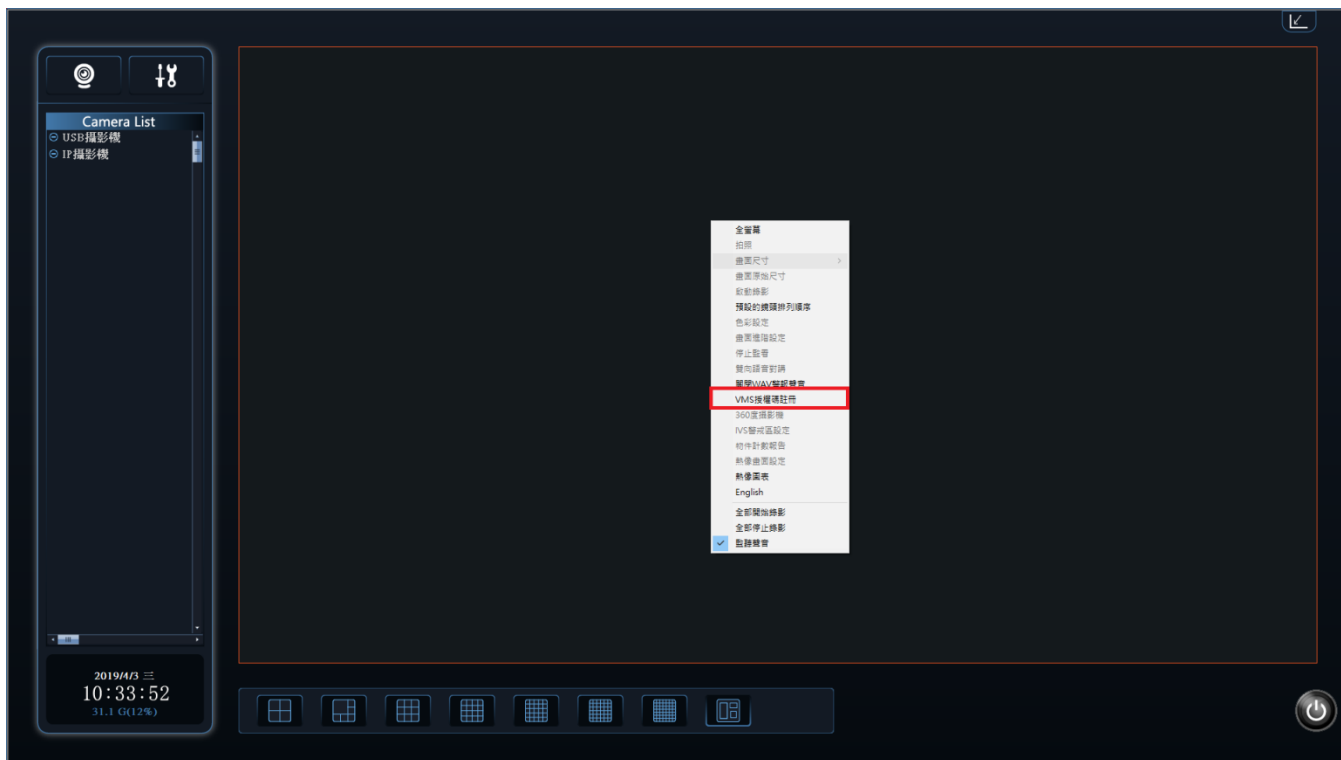 Camera List
USB攝影機
IP攝影機
2019/4/3 三
10:33:52
31.1 G(12%)
全螢幕
拍照
畫面尺寸
畫面原始尺寸
啟動錄影
預設的鏡頭排列順序
色彩設定
畫面進階設定
停止監看
雙向語音對講
關閉WAV警報聲音
VMS授權碼註冊
360度攝影機
IVS警戒區設定
物件計數報告
熱像畫面設定
熱像圖表
English
全部開始錄影
全部停止錄影
監聽聲音